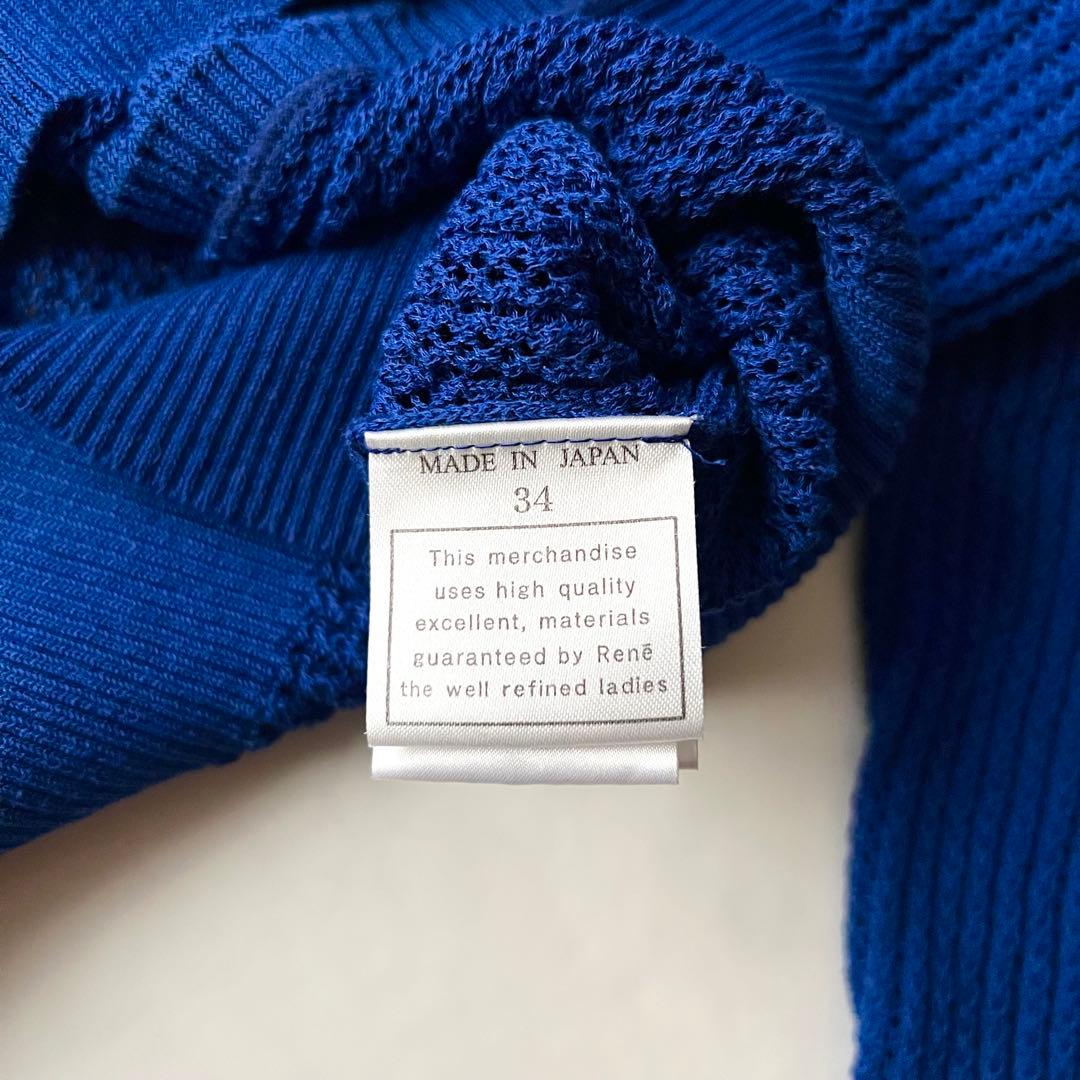 MADE IN JAPAN
34
This merchandise
uses high quality
excellent, materials
guaranteed by Renē
the well refined ladies